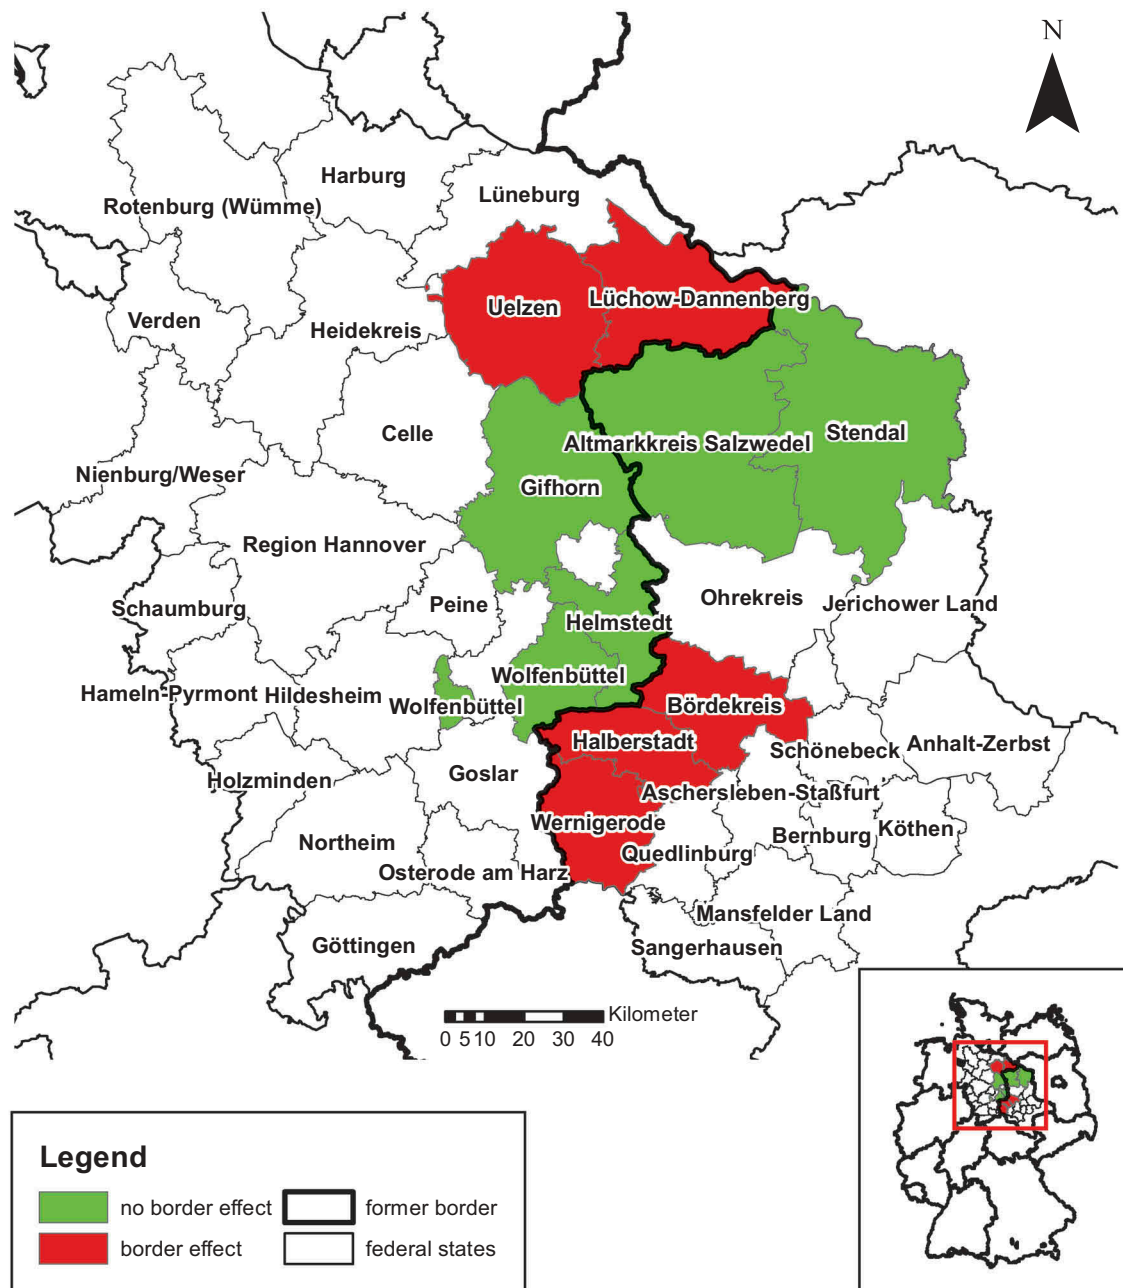 N
Harburg
Lüneburg
Rotenburg (Wümme)
Uelzen
Lüchow-Dannenberg
Verden
Heidekreis
Celle
Altmarkkreis Salzwedel
Stendal
Nienburg/Weser
Gifhorn
Region Hannover
Schaumburg
Peine
Ohrekreis
Jerichower Land
Helmstedt
Wolfenbüttel
Hameln-Pyrmont
Hildesheim
Wolfenbüttel
Bördekreis
Halberstadt
Schönebeck
Anhalt-Zerbst
Holzminden
Goslar
Aschersleben-Staßfurt
Wernigerode
Bernburg
Köthen
Northeim
Quedlinburg
Osterode am Harz
Mansfelder Land
Göttingen
Sangerhausen
Kilometer
0 5 10 20 30 40
Legend
no border effect
former border
border effect
federal states